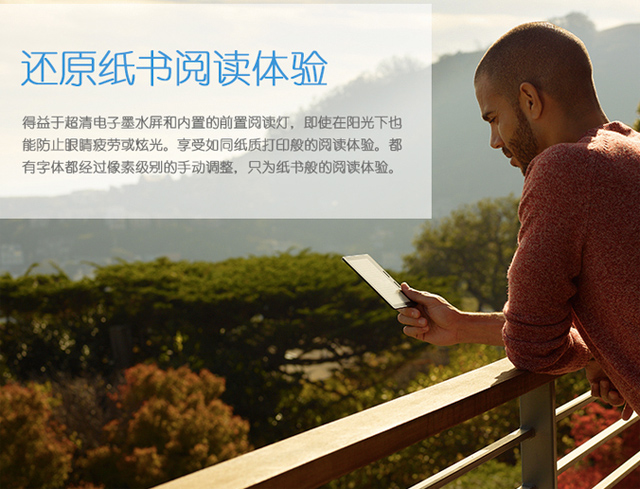 还原纸书阅读体验
得益于超清电子墨水屏和内置的前置阅读灯，即使在阳光下也
能防止眼睛疲劳或炫光。享受如同纸质打印般的阅读体验。都
有字体都经过像素级别的手动调整，只为纸书般的阅读体验。